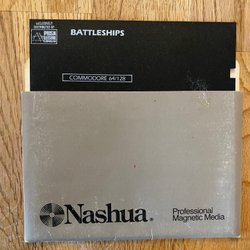 BATTLESHIPS
COMMODORE 64/128
Nashua®
Professional
Magnetic Media